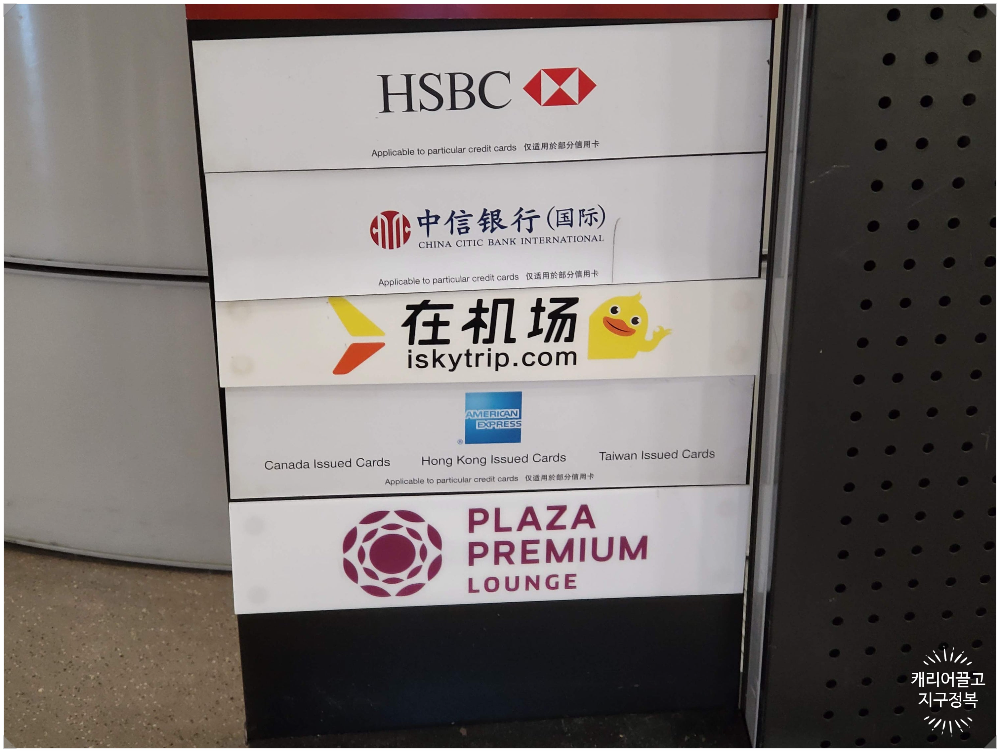 HSBC
Applicable to particular credit cards 仅适用於部分信用卡
中信银行(国际)
CHINA CITIC BANK INTERNATIONAL
Applicable to particular credit cards 仅适用於部分信用卡
在机场
iskytrip.com
AMERICAN
EXPRESS
®
Canada Issued Cards Hong Kong Issued Cards Taiwan Issued Cards
Applicable to particular credit cards 仅适用於部分信用卡
PLAZA
PREMIUM
LOUNGE
캐리어끌고
지구정복